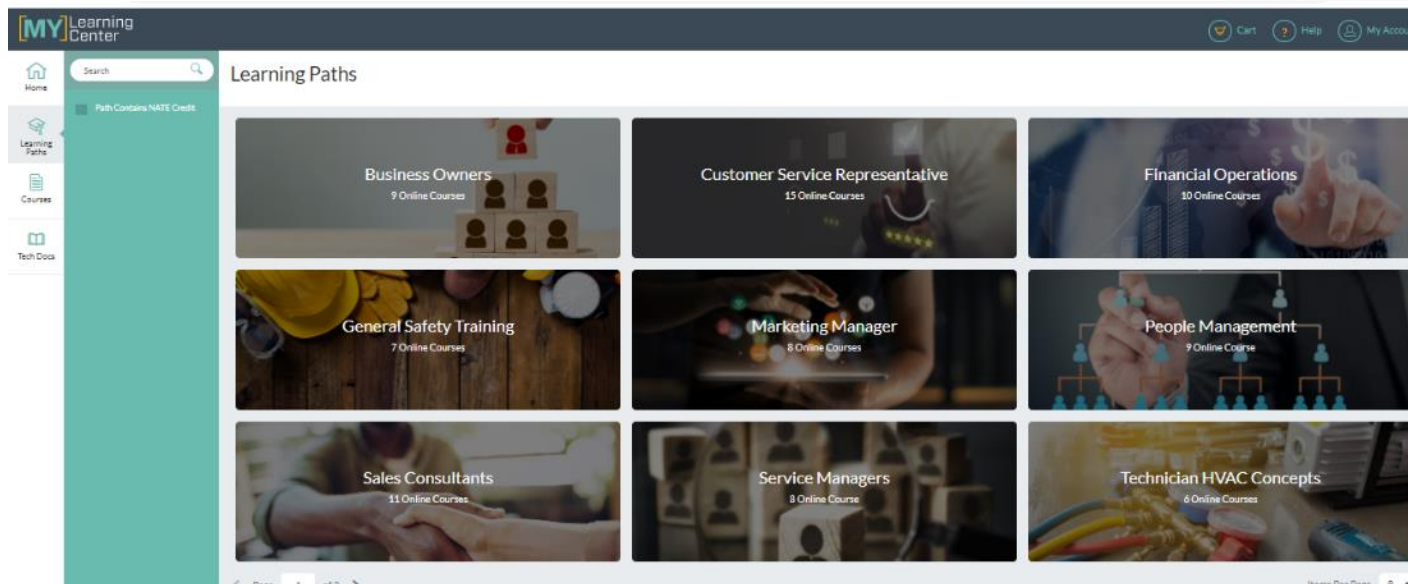 [MY] Learning
Center
Cart
?
Help
My Accou
Home
Search
Learning Paths
Path Contains NATE Credit
Learning
Paths
Courses
Tech Docs
Business Owners
9 Online Courses
Customer Service Representative
15 Online Courses
Financial Operations
10 Online Courses
General Safety Training
7 Online Courses
Marketing Manager
8 Online Courses
People Management
9 Online Course
Sales Consultants
11 Online Courses
Service Managers
8 Online Course
Technician HVAC Concepts
6 Online Courses
Items Per Page